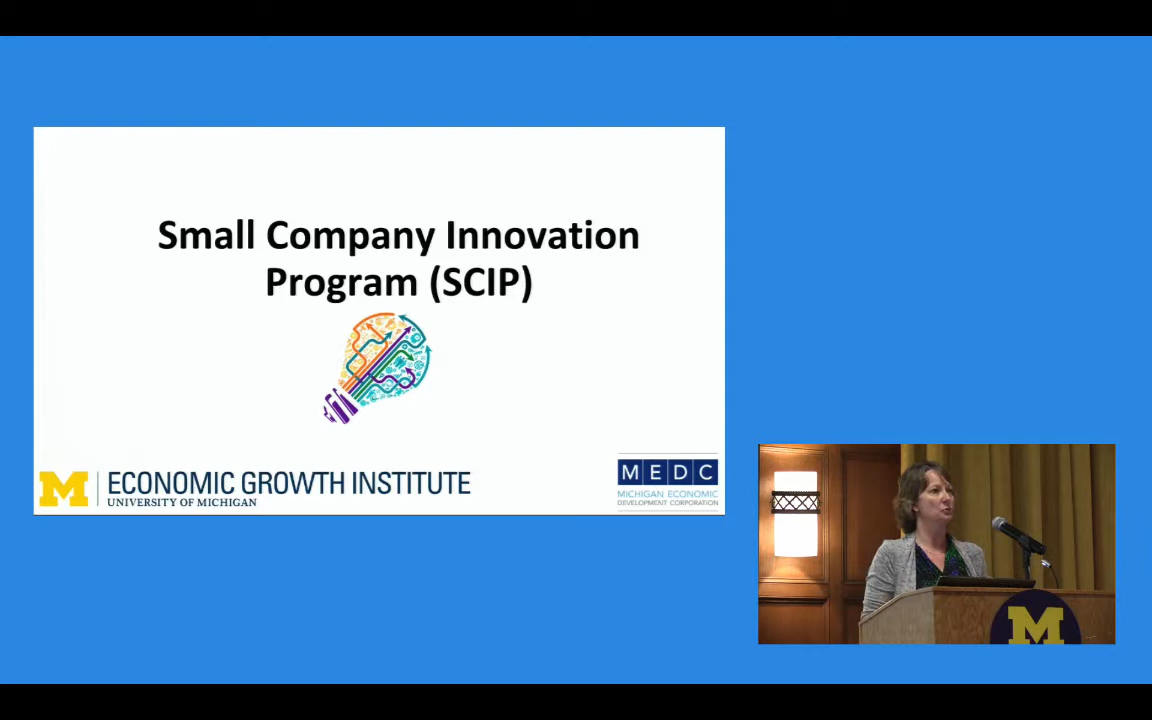 Small Company Innovation
Program (SCIP)
M
ECONOMIC GROWTH INSTITUTE
UNIVERSITY OF MICHIGAN
MEDC
MICHIGAN ECONOMIC
DEVELOPMENT CORPORATION
M